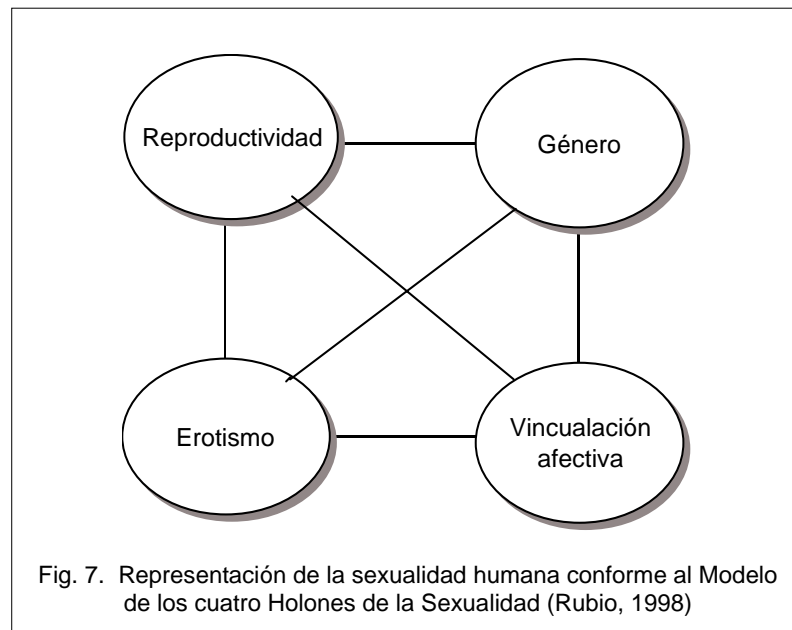 Reproductividad
Género
Erotismo
Vincualación
afectiva
Fig. 7. Representación de la sexualidad humana conforme al Modelo
de los cuatro Holones de la Sexualidad (Rubio, 1998)